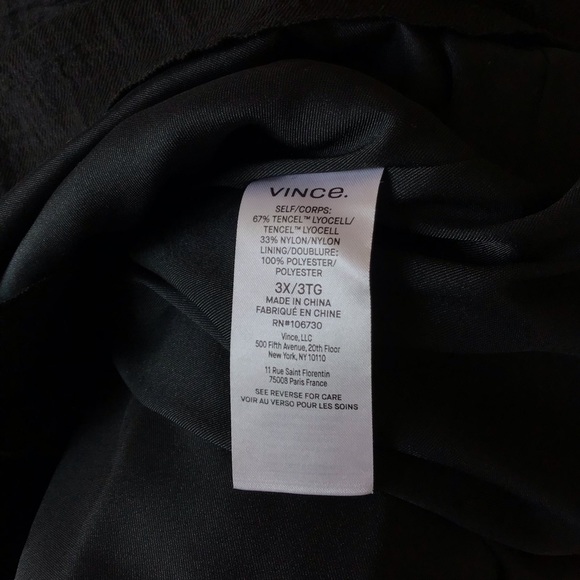 VINCE.
SELF/CORPS:
67% TENCEL™ LYOCELL/
TENCEL™ LYOCELL
33% NYLON/NYLON
LINING/DOUBLURE:
100% POLYESTER/
POLYESTER
3X/3TG
MADE IN CHINA
FABRIQUÉ EN CHINE
RN#106730
Vince, LLC
500 Fifth Avenue, 20th Floor
New York, NY 10110
11 Rue Saint Florentin
75008 Paris France
SEE REVERSE FOR CARE
VOIR AU VERSO POUR LES SOINS